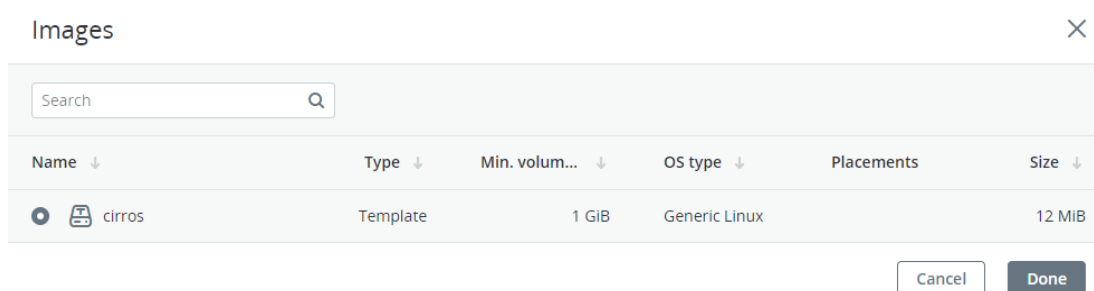 Images
Search
Name Type Min. volum... OS type Placements Size
cirros Template 1 GiB Generic Linux 12 MiB
Cancel Done